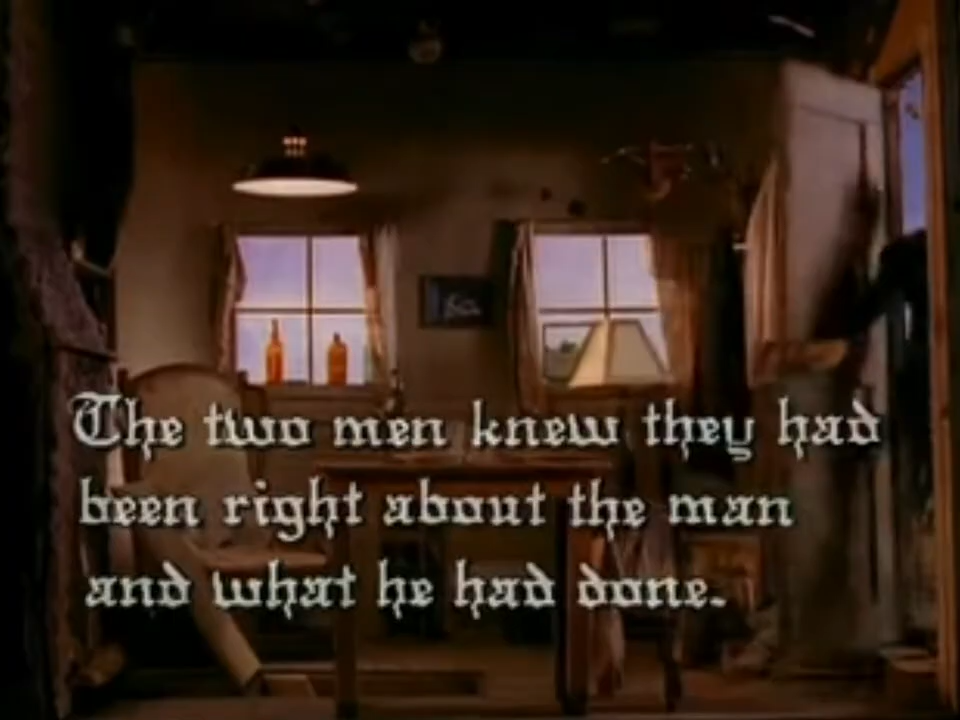 The two men knew they had
been right about the man
and what he had done.